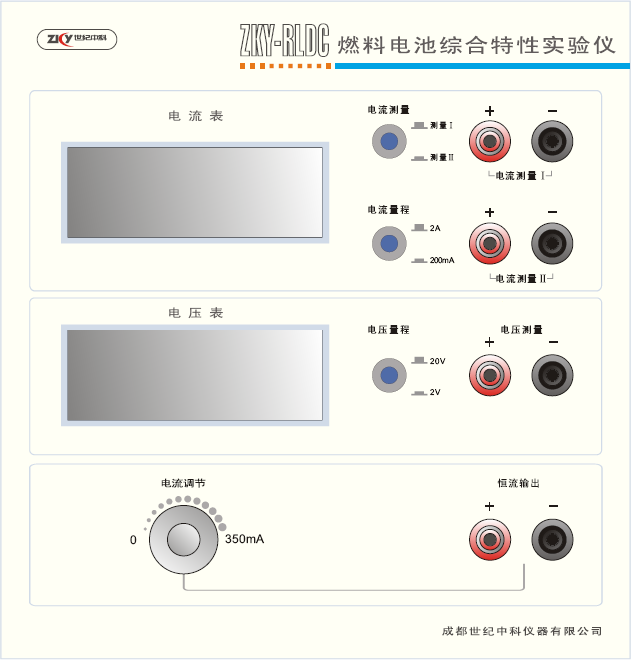 ZKY 世纪中科
ZKY-RLDC 燃料电池综合特性实验仪
电流表
电流测量
测量Ⅰ
测量Ⅱ
+ −
电流测量Ⅰ
电流量程
2A
200mA
+ −
电流测量Ⅱ
电压表
电压量程
20V
2V
电压测量
+ −
电流调节
0
350mA
恒流输出
+ −
成都世纪中科仪器有限公司